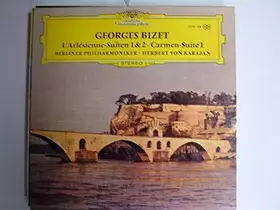 GEORGES BIZET
L'Arlésienne-Suiten 1 & 2 · Carmen-Suite 1
BERLINER PHILHARMONIKER · HERBERT VON KARAJAN
STEREO